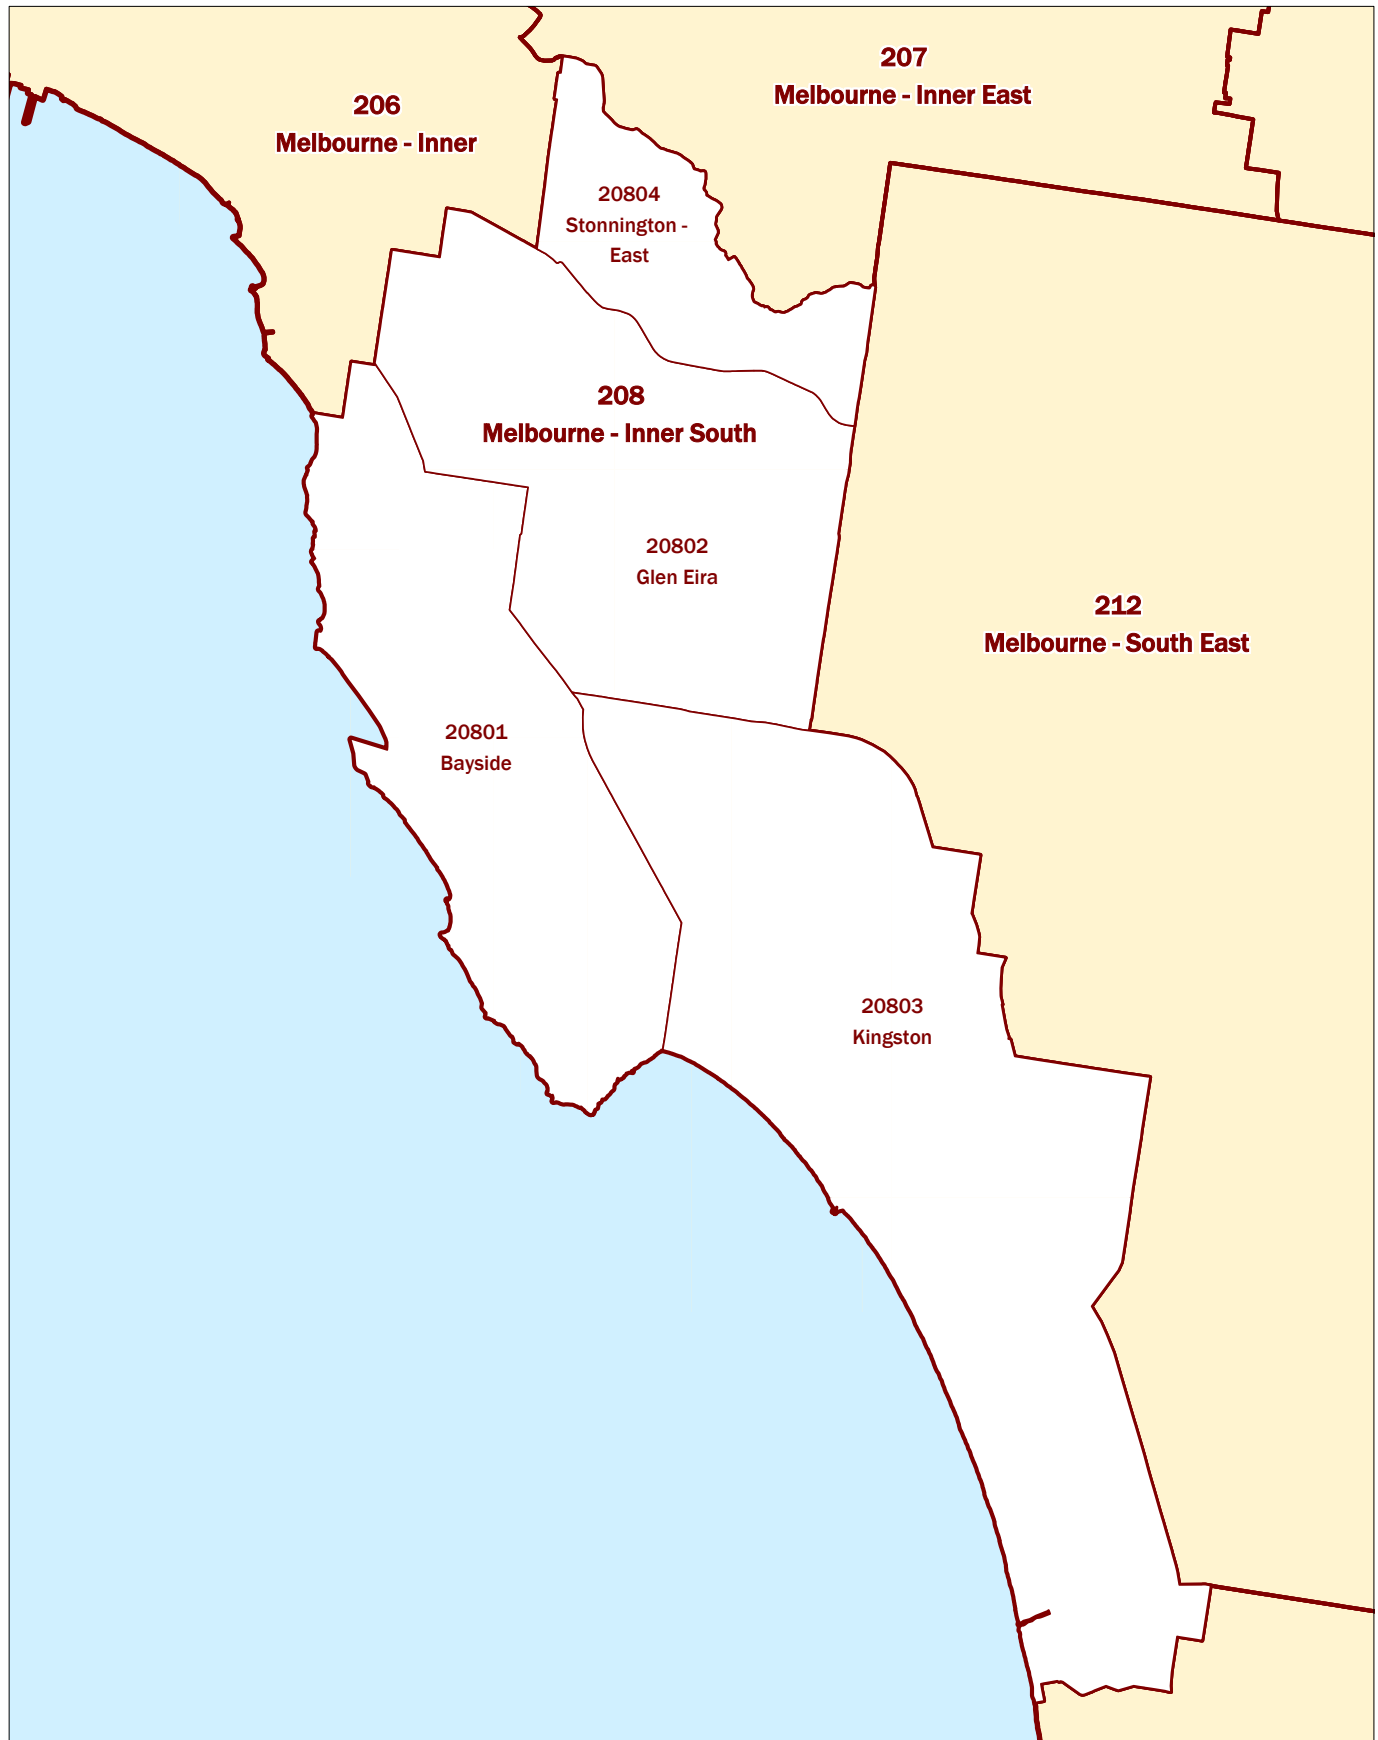 207
Melbourne - Inner East
206
Melbourne - Inner
20804
Stonnington -
East
208
Melbourne - Inner South
20802
Glen Eira
212
Melbourne - South East
20801
Bayside
20803
Kingston